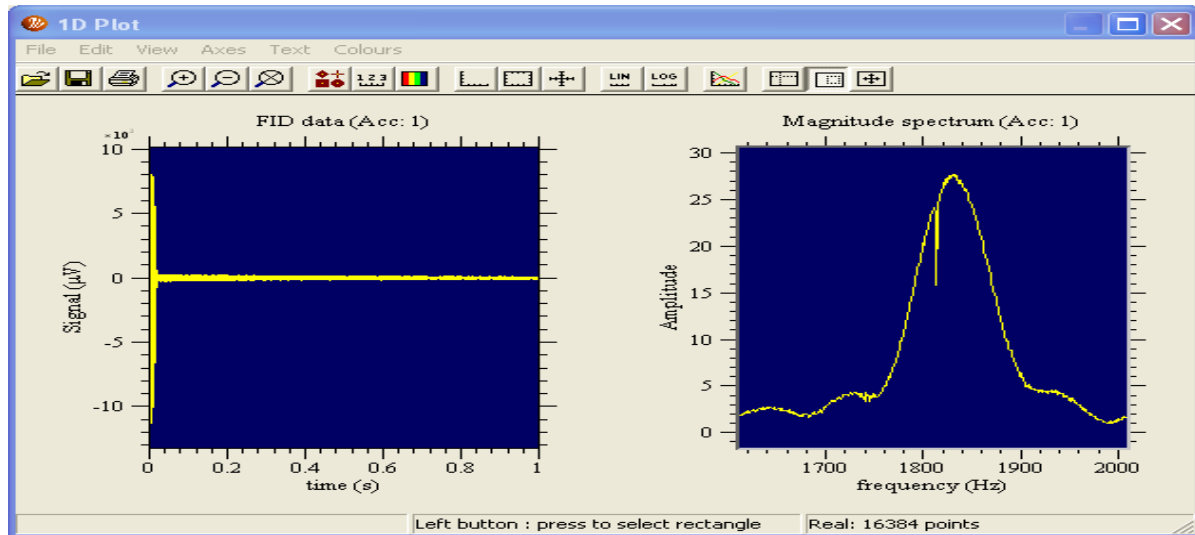 1D Plot
File Edit View Axes Text Colours
1 2 3 LIN LOG
FID data (Acc: 1)
10
5
0
-5
-10
Signal (µV)
0 0.2 0.4 0.6 0.8 1
time (s)
Magnitude spectrum (Acc: 1)
30
25
20
15
10
5
0
Amplitude
1700 1800 1900 2000
frequency (Hz)
Left button : press to select rectangle Real: 16384 points